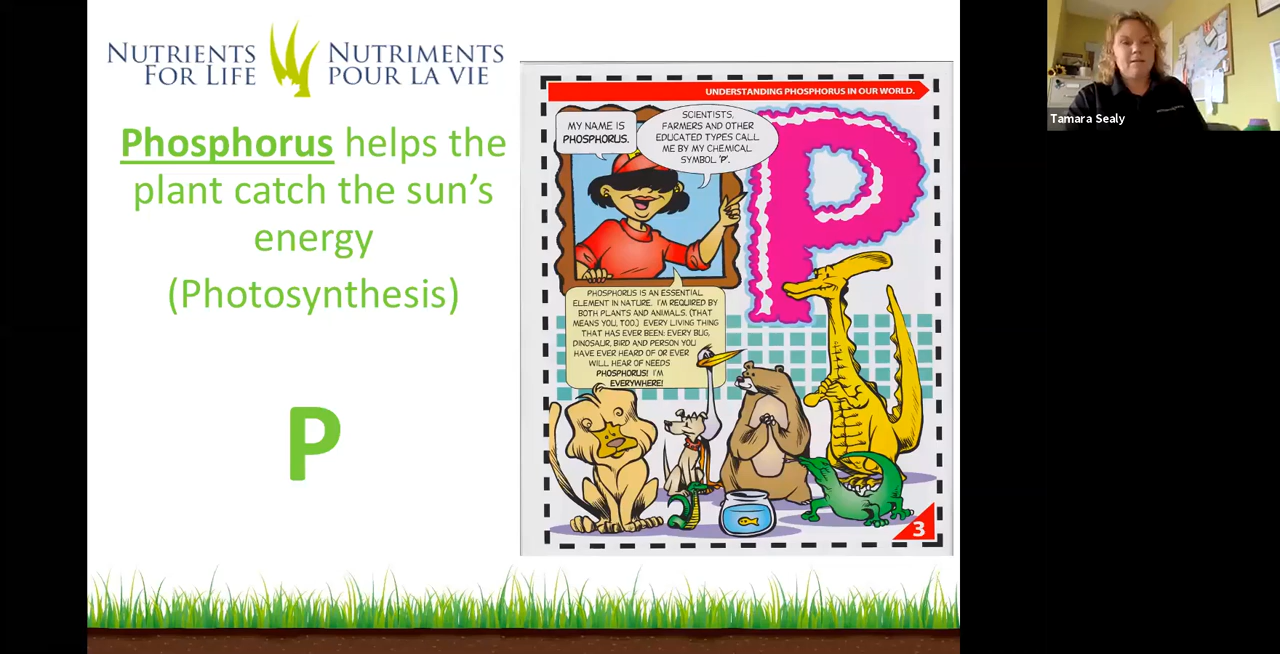 NUTRIENTS
FOR LIFE
NUTRIMENTS
POUR LA VIE
Phosphorus helps the
plant catch the sun's
energy
(Photosynthesis)
P
UNDERSTANDING PHOSPHORUS IN OUR WORLD.
MY NAME IS
PHOSPHORUS.
SCIENTISTS,
FARMERS AND OTHER
EDUCATED TYPES CALL
ME BY MY CHEMICAL
SYMBOL 'P'.
P
PHOSPHORUS IS AN ESSENTIAL
ELEMENT IN NATURE. I'M REQUIRED BY
BOTH PLANTS AND ANIMALS. (THAT
MEANS YOU, TOO.) EVERY LIVING THING
THAT HAS EVER BEEN: EVERY BUG,
DINOSAUR, BIRD AND PERSON YOU
HAVE EVER HEARD OF OR EVER
WILL HEAR OF NEEDS
PHOSPHORUS! I'M
EVERYWHERE!
3
Tamara Sealy